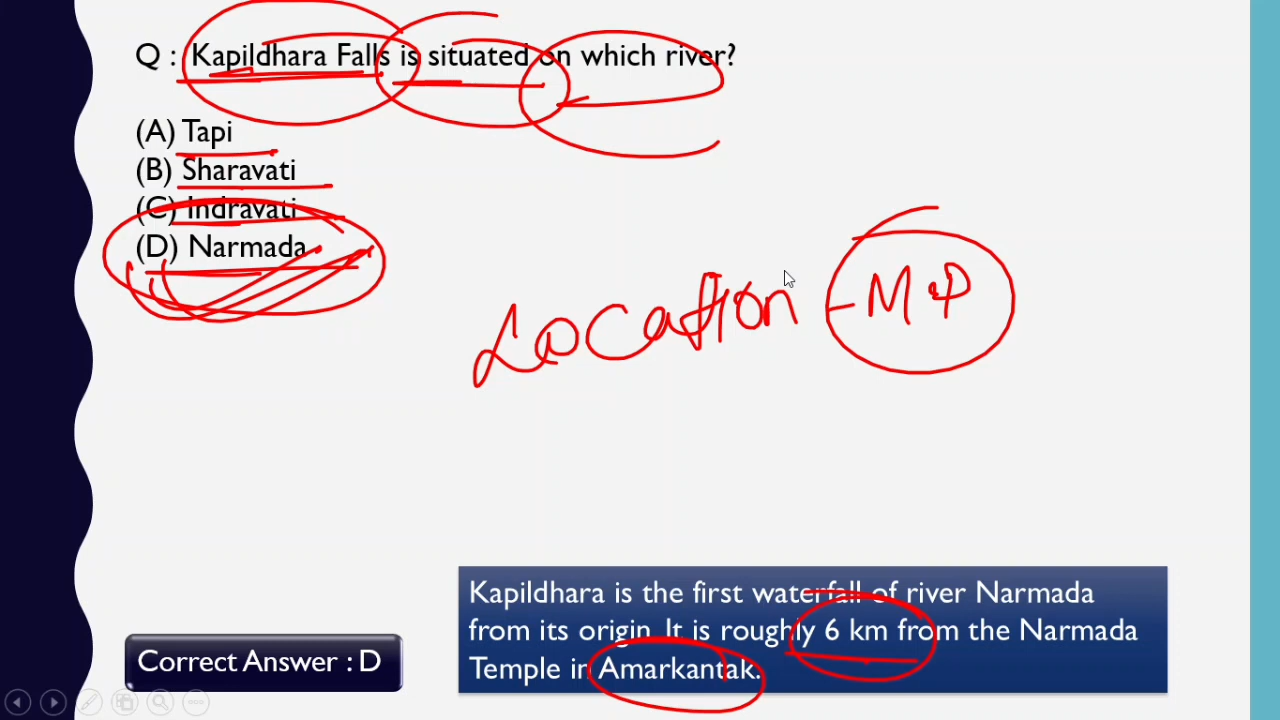 Q : Kapildhara Falls is situated on which river?
(A) Tapi
(B) Sharavati
(C) Indravati
(D) Narmada
Location - M.P
Kapildhara is the first waterfall of river Narmada
from its origin. It is roughly 6 km from the Narmada
Temple in Amarkantak.
Correct Answer : D